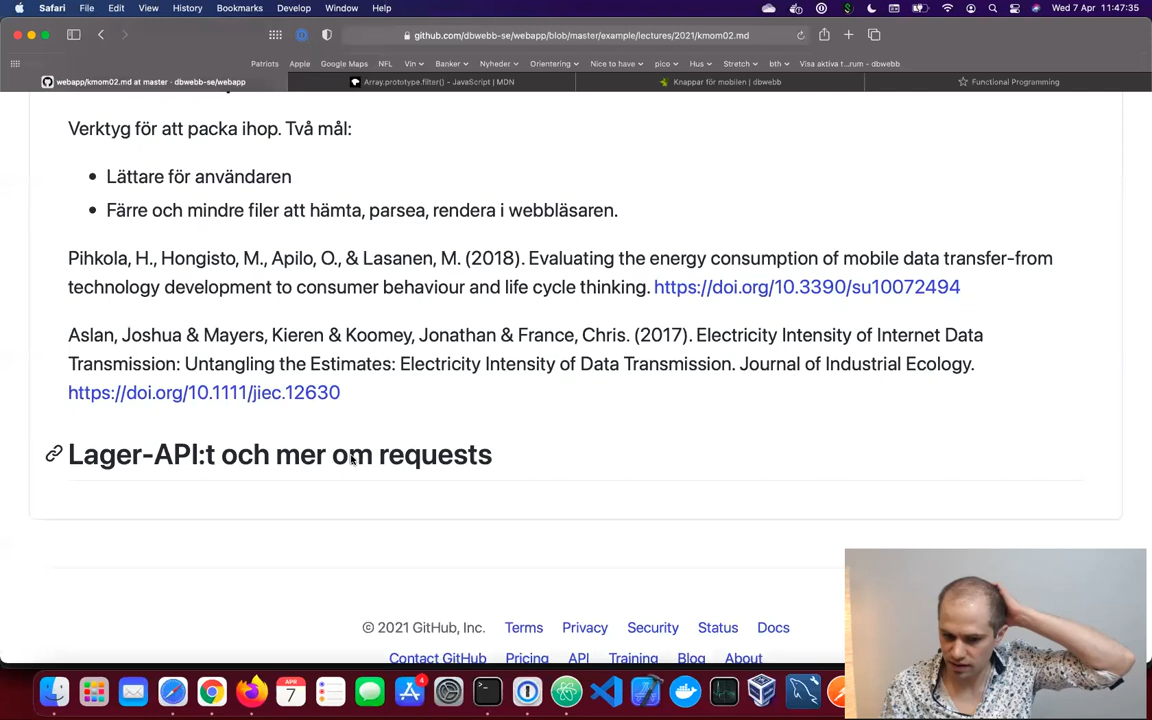 Safari File Edit View History Bookmarks Develop Window Help Wed 7 Apr 11:47:35
github.com/dbwebb-se/webapp/blob/master/example/lectures/2021/kmom02.md
Patriots Apple Google Maps NFL Vin Banker Nyheder Orientering Nice to have pico Hus Stretch bth Visa aktiva t...rum - dbwebb
webapp/kmom02.md at master · dbwebb-se/webapp Array.prototype.filter() - JavaScript | MDN Knappar för mobilen | dbwebb Functional Programming
Verktyg för att packa ihop. Två mål:
• Lättare för användaren
• Färre och mindre filer att hämta, parsea, rendera i webbläsaren.
Pihkola, H., Hongisto, M., Apilo, O., & Lasanen, M. (2018). Evaluating the energy consumption of mobile data transfer-from
technology development to consumer behaviour and life cycle thinking. https://doi.org/10.3390/su10072494
Aslan, Joshua & Mayers, Kieren & Koomey, Jonathan & France, Chris. (2017). Electricity Intensity of Internet Data
Transmission: Untangling the Estimates: Electricity Intensity of Data Transmission. Journal of Industrial Ecology.
https://doi.org/10.1111/jiec.12630
Lager-API:t och mer om requests
© 2021 GitHub, Inc. Terms Privacy Security Status Docs
Contact GitHub Pricing API Training Blog About
APR
7
4